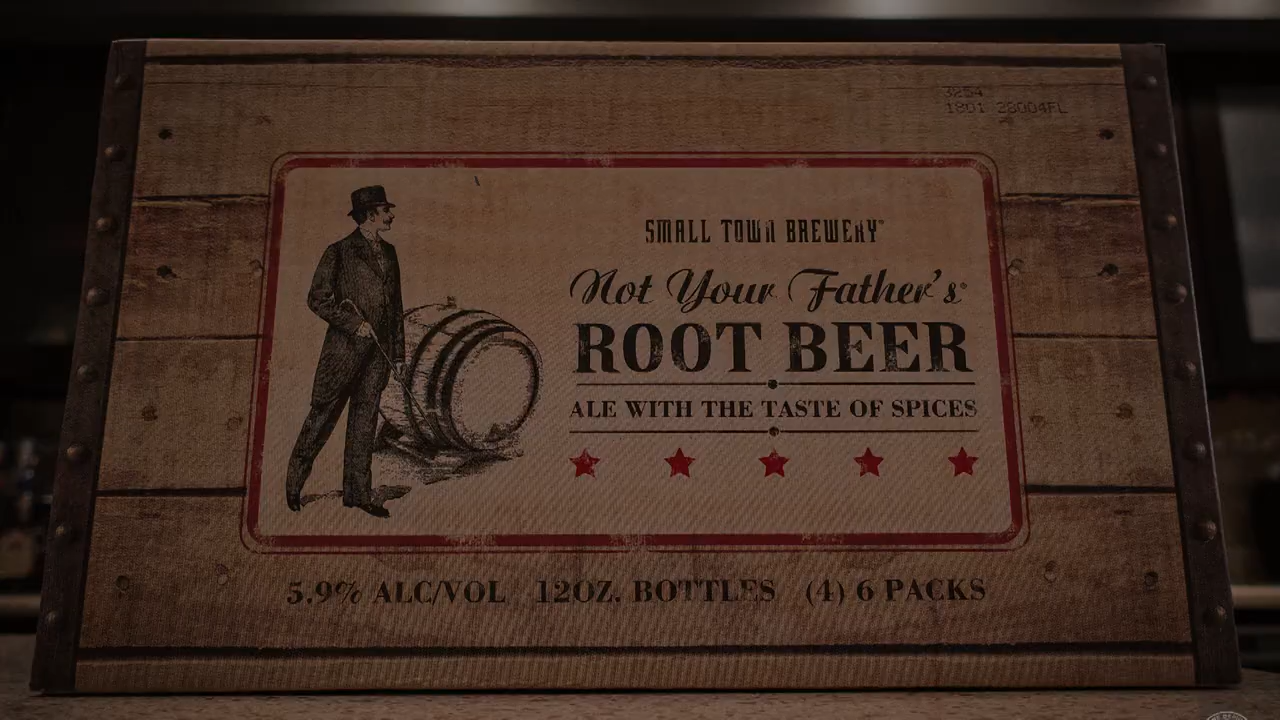 3254
1801 28004FL
SMALL TOWN BREWERY
Not Your Father's®
ROOT BEER
ALE WITH THE TASTE OF SPICES
5.9% ALC/VOL 12OZ. BOTTLES (4) 6 PACKS